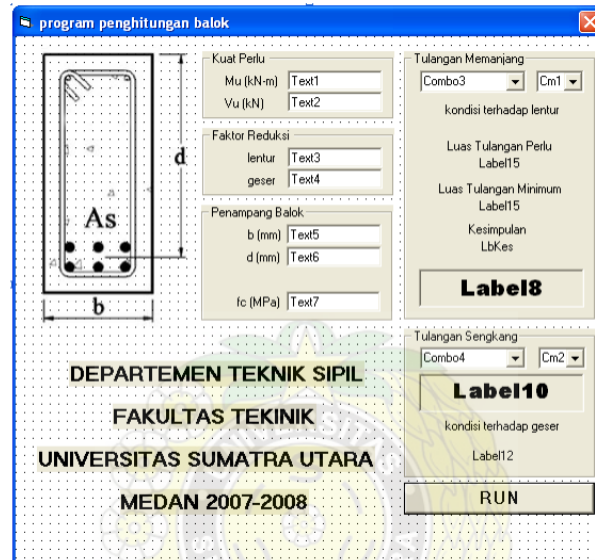 program penghitungan balok
d
As
b
Kuat Perlu
Mu (kN-m) Text1
Vu (kN) Text2
Faktor Reduksi
lentur Text3
geser Text4
Penampang Balok
b (mm) Text5
d (mm) Text6
fc (MPa) Text7
Tulangan Memanjang
Combo3 Cm1
kondisi terhadap lentur
Luas Tulangan Perlu
Label15
Luas Tulangan Minimum
Label15
Kesimpulan
LbKes
Label8
Tulangan Sengkang
Combo4 Cm2
Label10
kondisi terhadap geser
Label12
RUN
DEPARTEMEN TEKNIK SIPIL
FAKULTAS TEKINIK
UNIVERSITAS SUMATRA UTARA
MEDAN 2007-2008